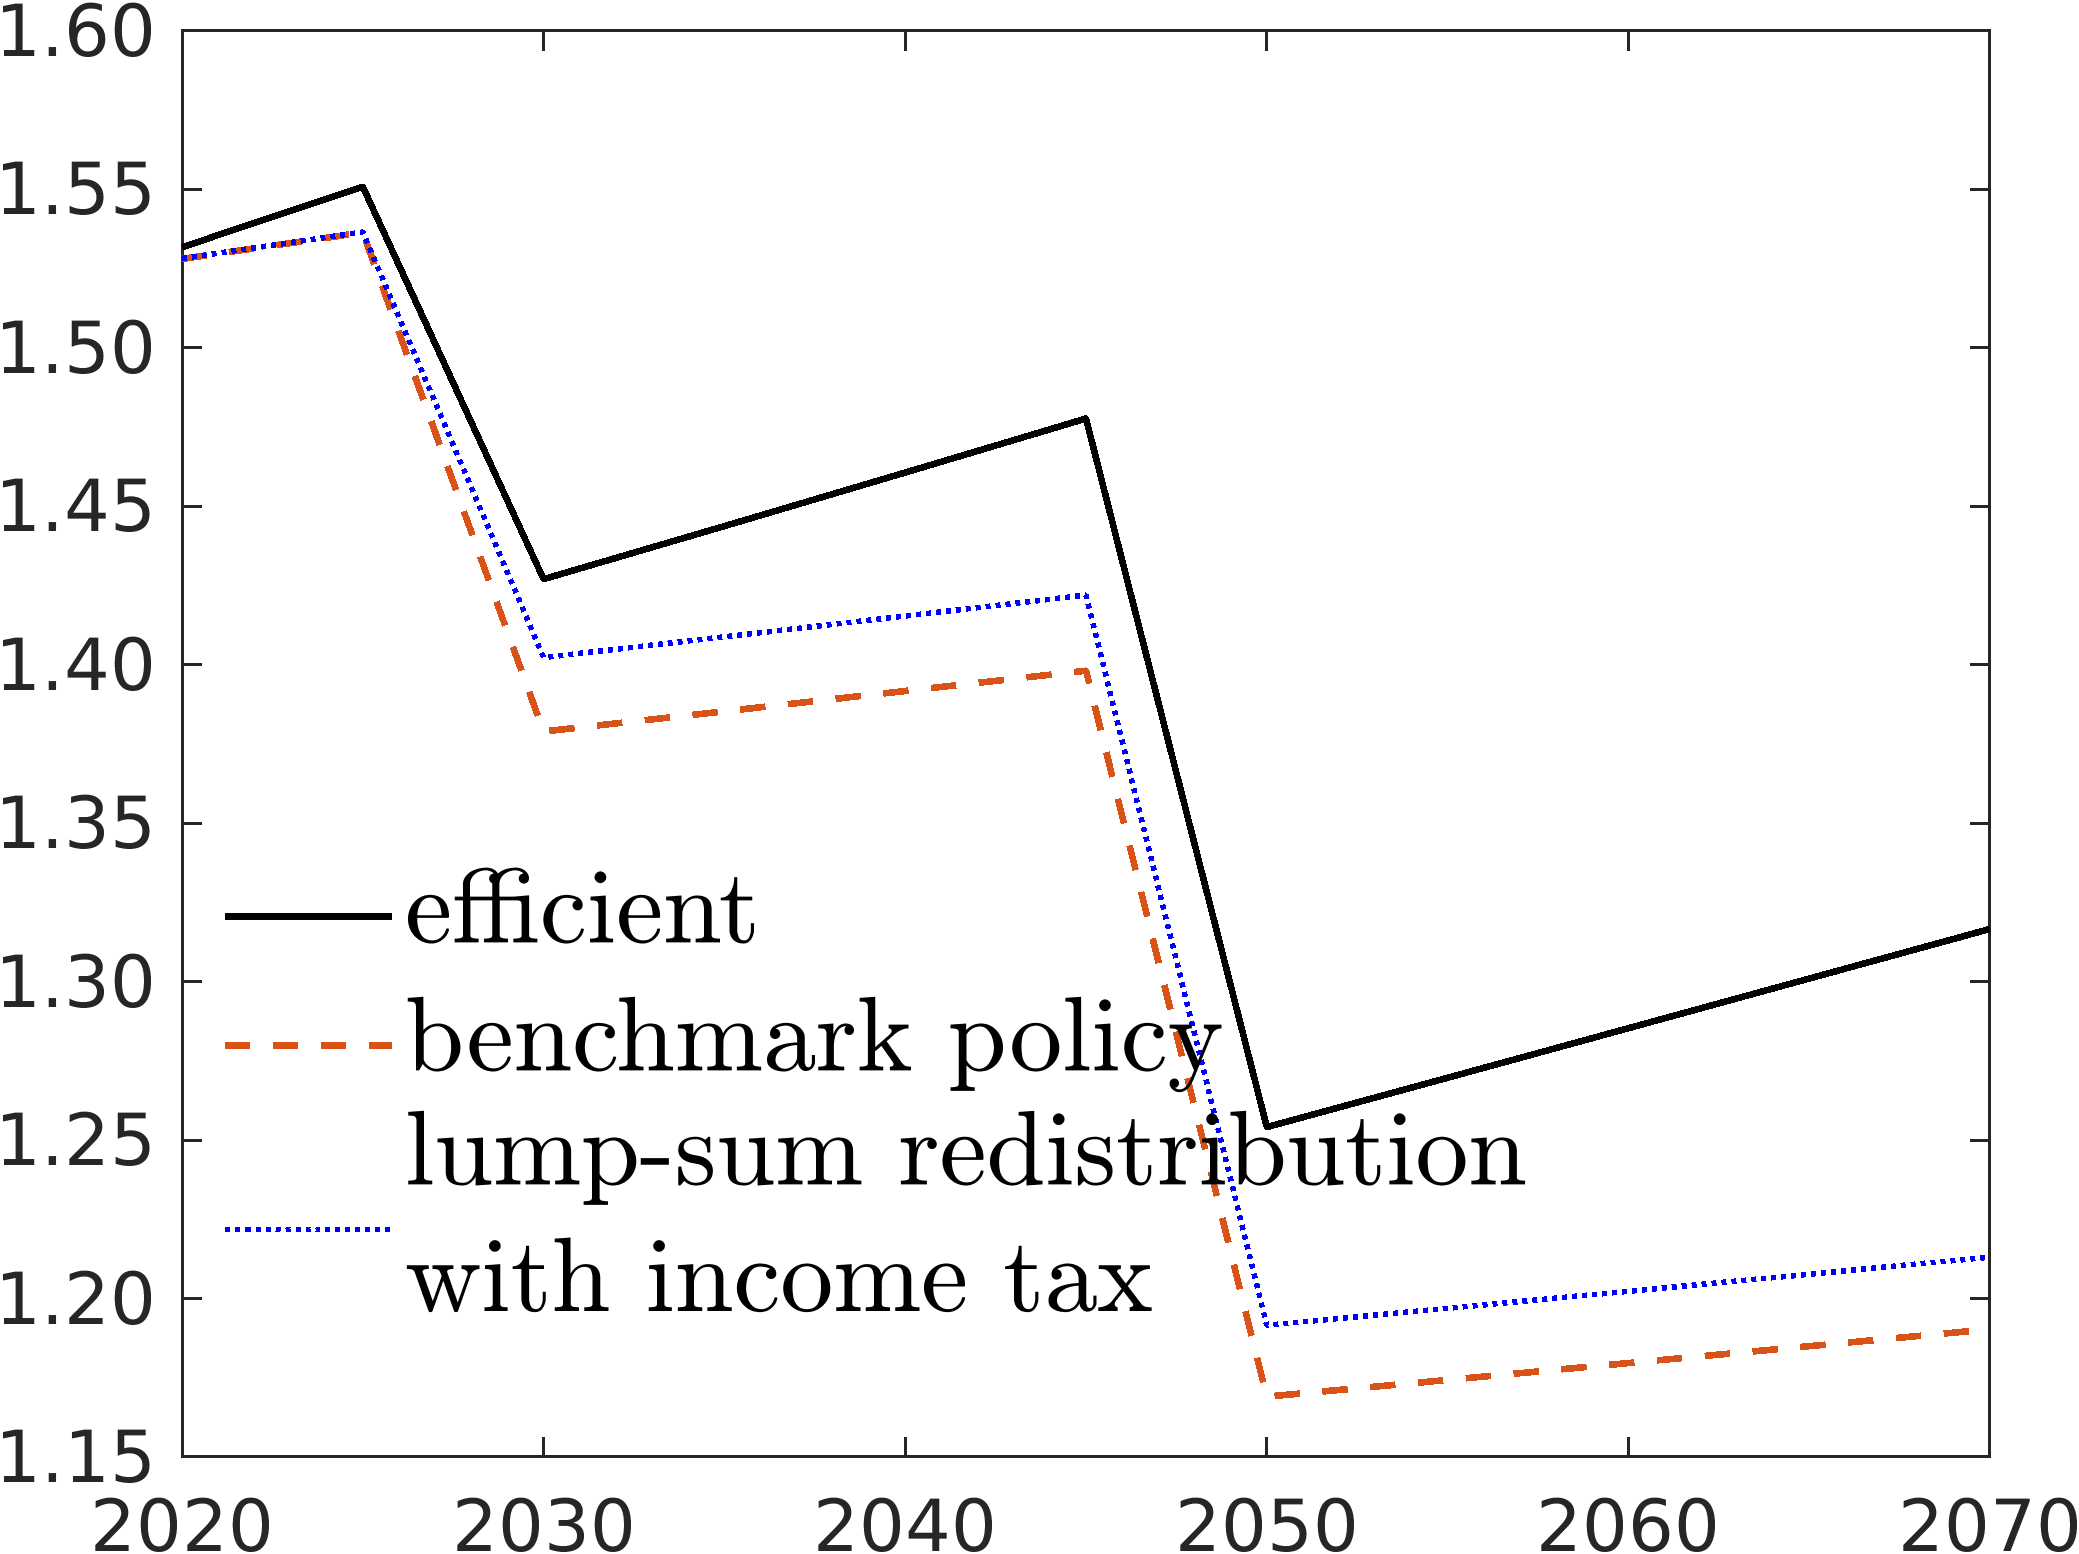 1.60
1.55
1.50
1.45
1.40
1.35
efficient
1.30
benchmark policy
1.25
lump-sum redistribution
with income tax
1.20
1.15
2020 2030 2040 2050 2060 2070